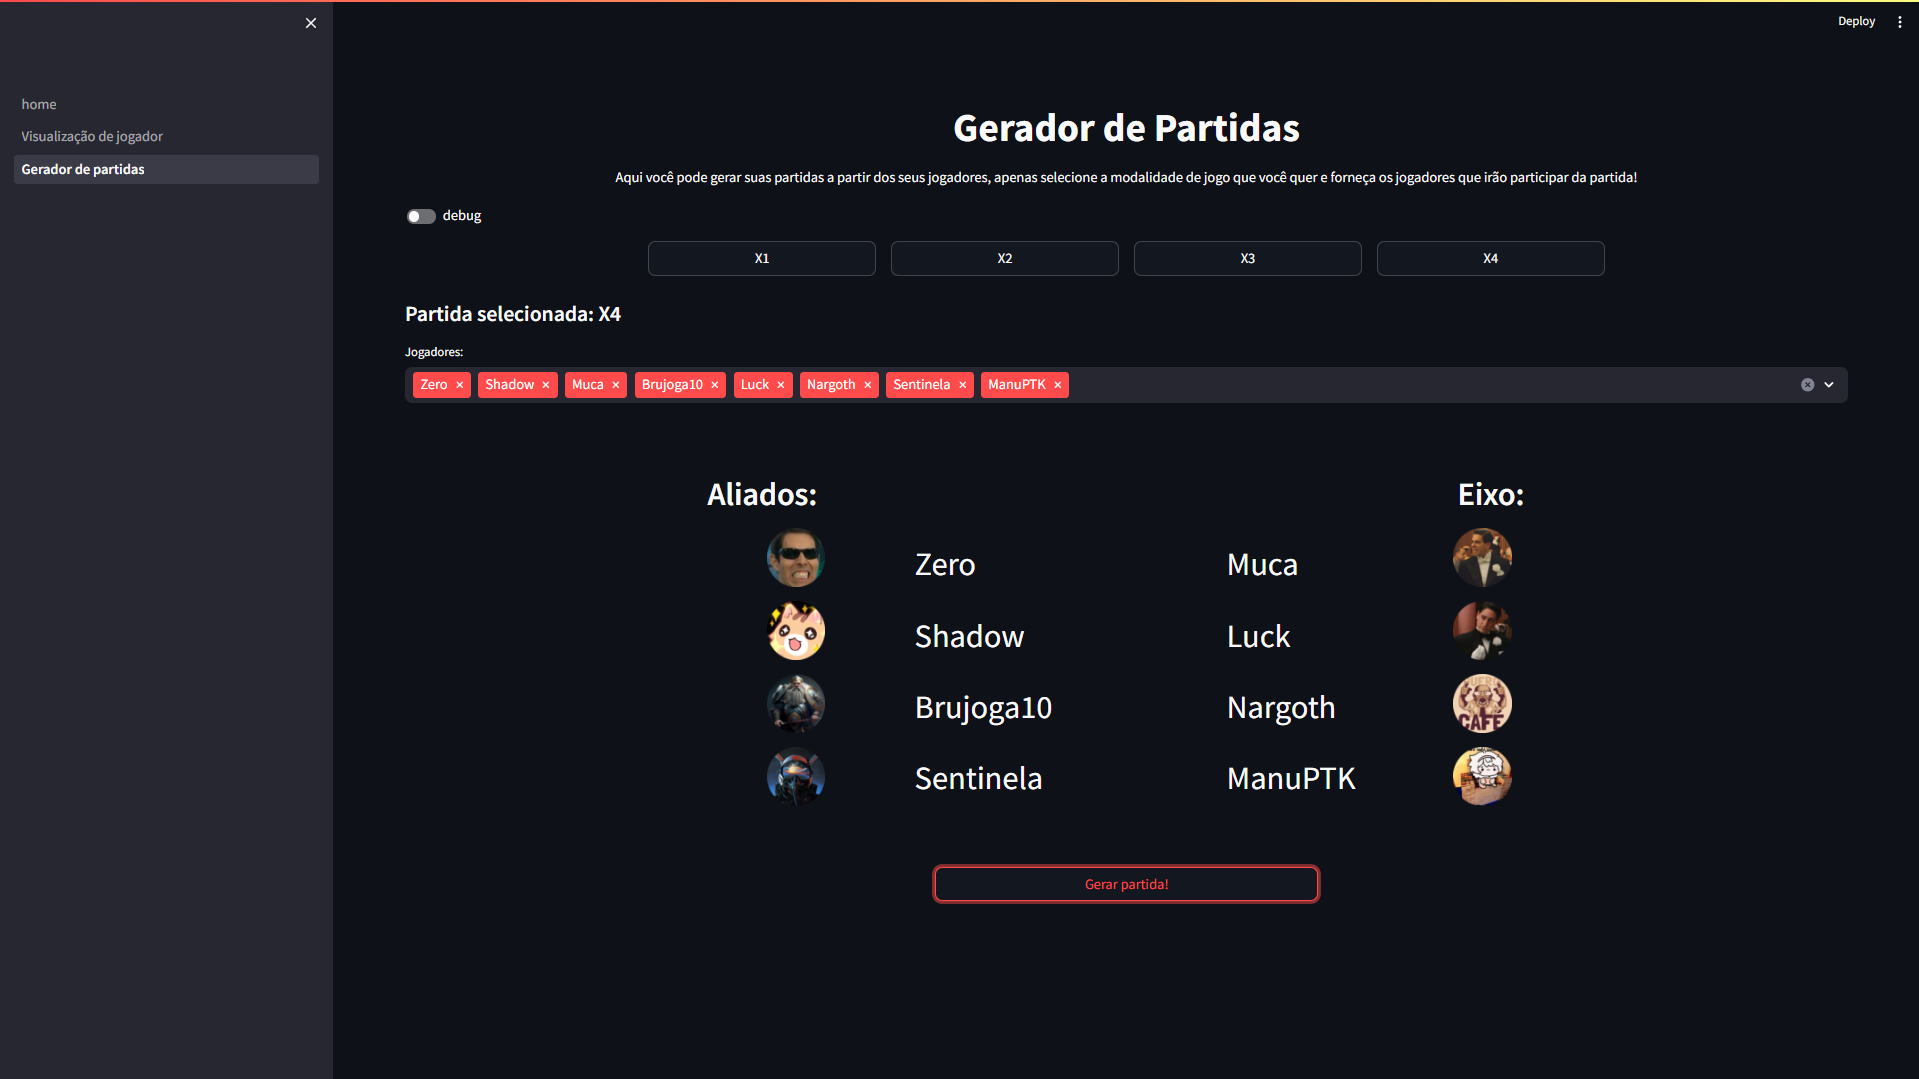 Deploy
home
Visualização de jogador
Gerador de partidas
Gerador de Partidas
Aqui você pode gerar suas partidas a partir dos seus jogadores, apenas selecione a modalidade de jogo que você quer e forneça os jogadores que irão participar da partida!
debug
X1 X2 X3 X4
Partida selecionada: X4
Jogadores:
Zero Shadow Muca Brujoga10 Luck Nargoth Sentinela ManuPTK
Aliados: Eixo:
Zero Muca
Shadow Luck
Brujoga10 Nargoth
CAFÉ
Sentinela ManuPTK
Gerar partida!